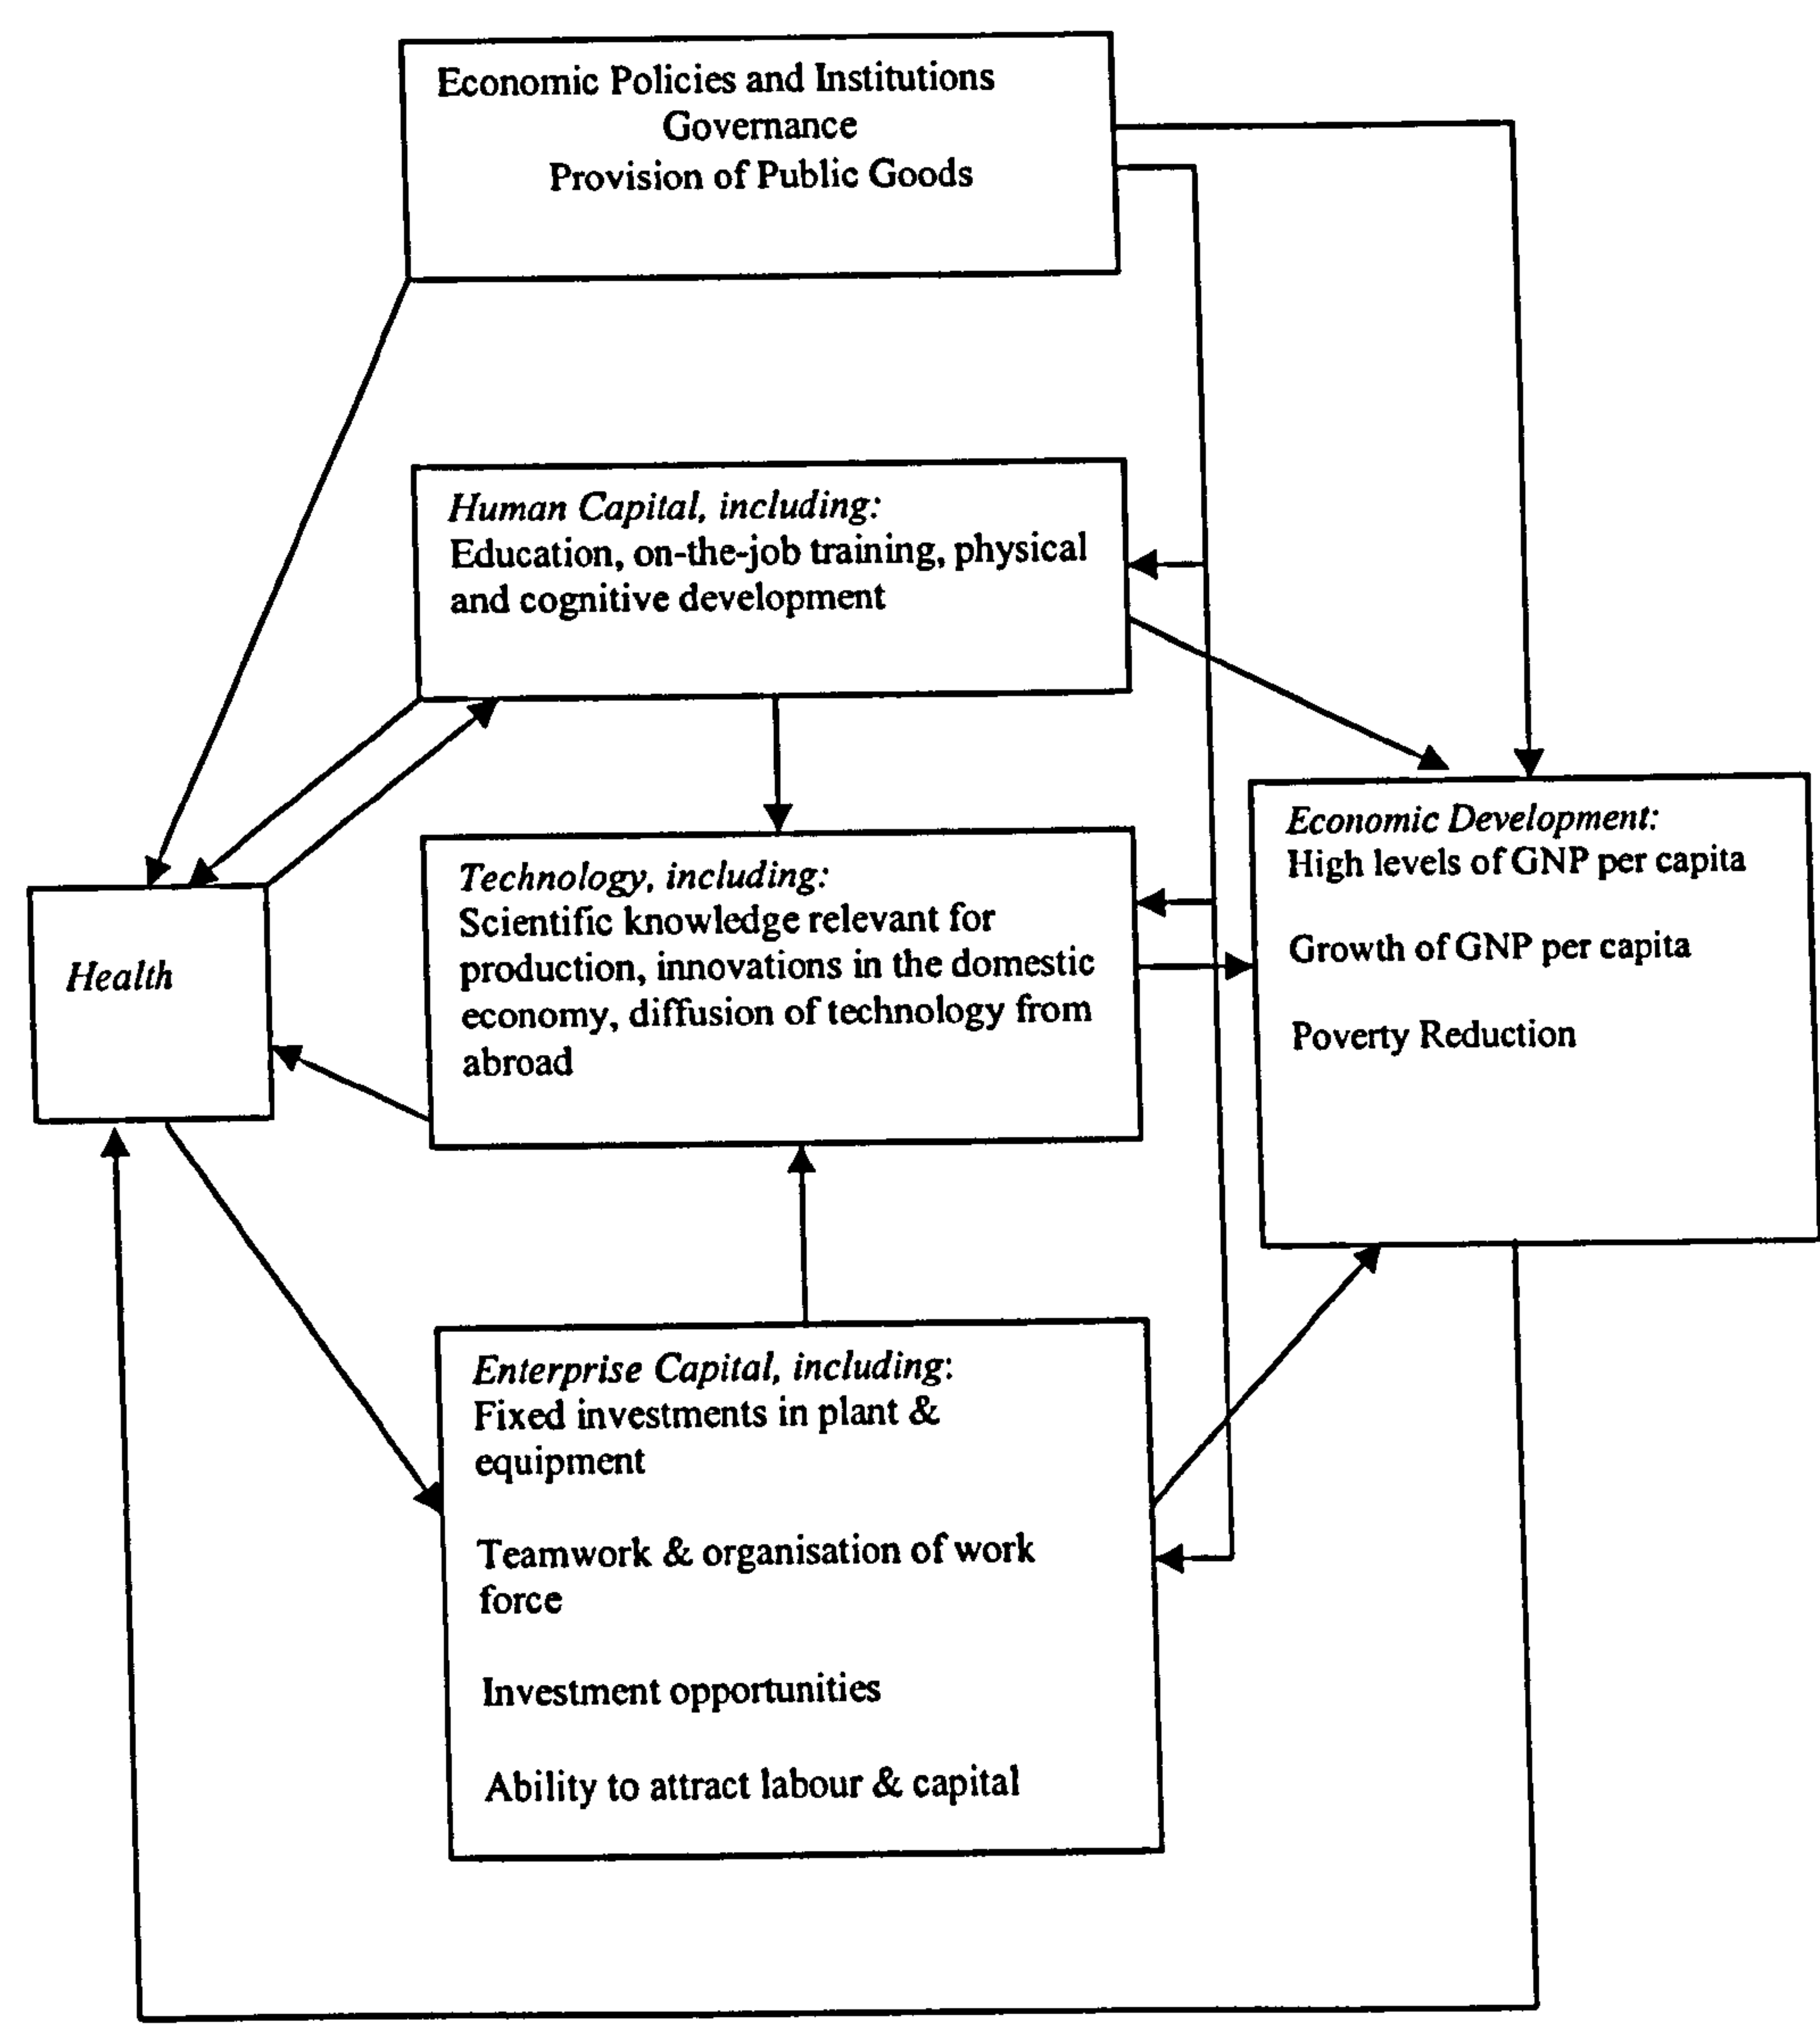 Economic Policies and Institutions
Governance
Provision of Public Goods
Human Capital, including:
Education, on-the-job training, physical
and cognitive development
Technology, including:
Scientific knowledge relevant for
production, innovations in the domestic
economy, diffusion of technology from
abroad
Health
Economic Development:
High levels of GNP per capita
Growth of GNP per capita
Poverty Reduction
Enterprise Capital, including:
Fixed investments in plant &
equipment
Teamwork & organisation of work
force
Investment opportunities
Ability to attract labour & capital